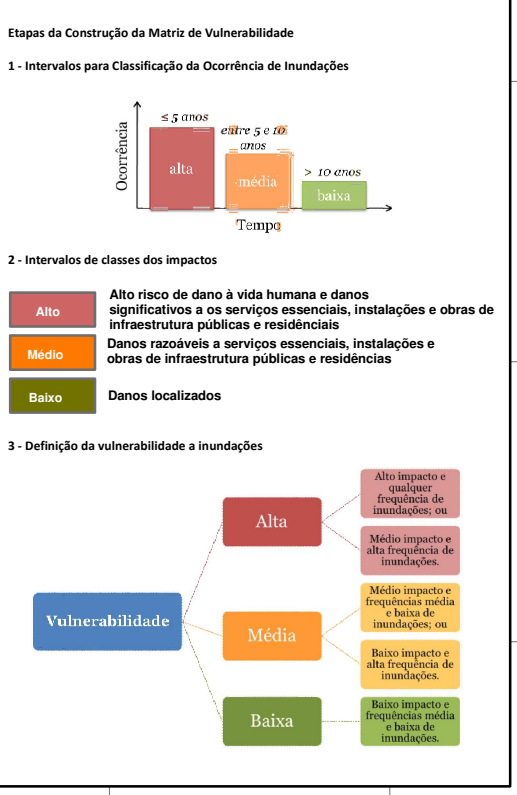 Etapas da Construção da Matriz de Vulnerabilidade
1 - Intervalos para Classificação da Ocorrência de Inundações
Ocorrência
≤ 5 anos
alta
entre 5 e 10
anos
média
> 10 anos
baixa
Tempo
2 - Intervalos de classes dos impactos
Alto
Alto risco de dano à vida humana e danos
significativos a os serviços essenciais, instalações e obras de
infraestrutura públicas e residênciais
Médio
Danos razoáveis a serviços essenciais, instalações e
obras de infraestrutura públicas e residências
Baixo
Danos localizados
3 - Definição da vulnerabilidade a inundações
Vulnerabilidade
Alta
Alto impacto e
qualquer
frequência de
inundações; ou
Médio impacto e
alta frequência de
inundações.
Média
Médio impacto e
frequências média
e baixa de
inundações; ou
Baixo impacto e
alta frequência de
inundações.
Baixa
Baixo impacto e
frequências média
e baixa de
inundações.